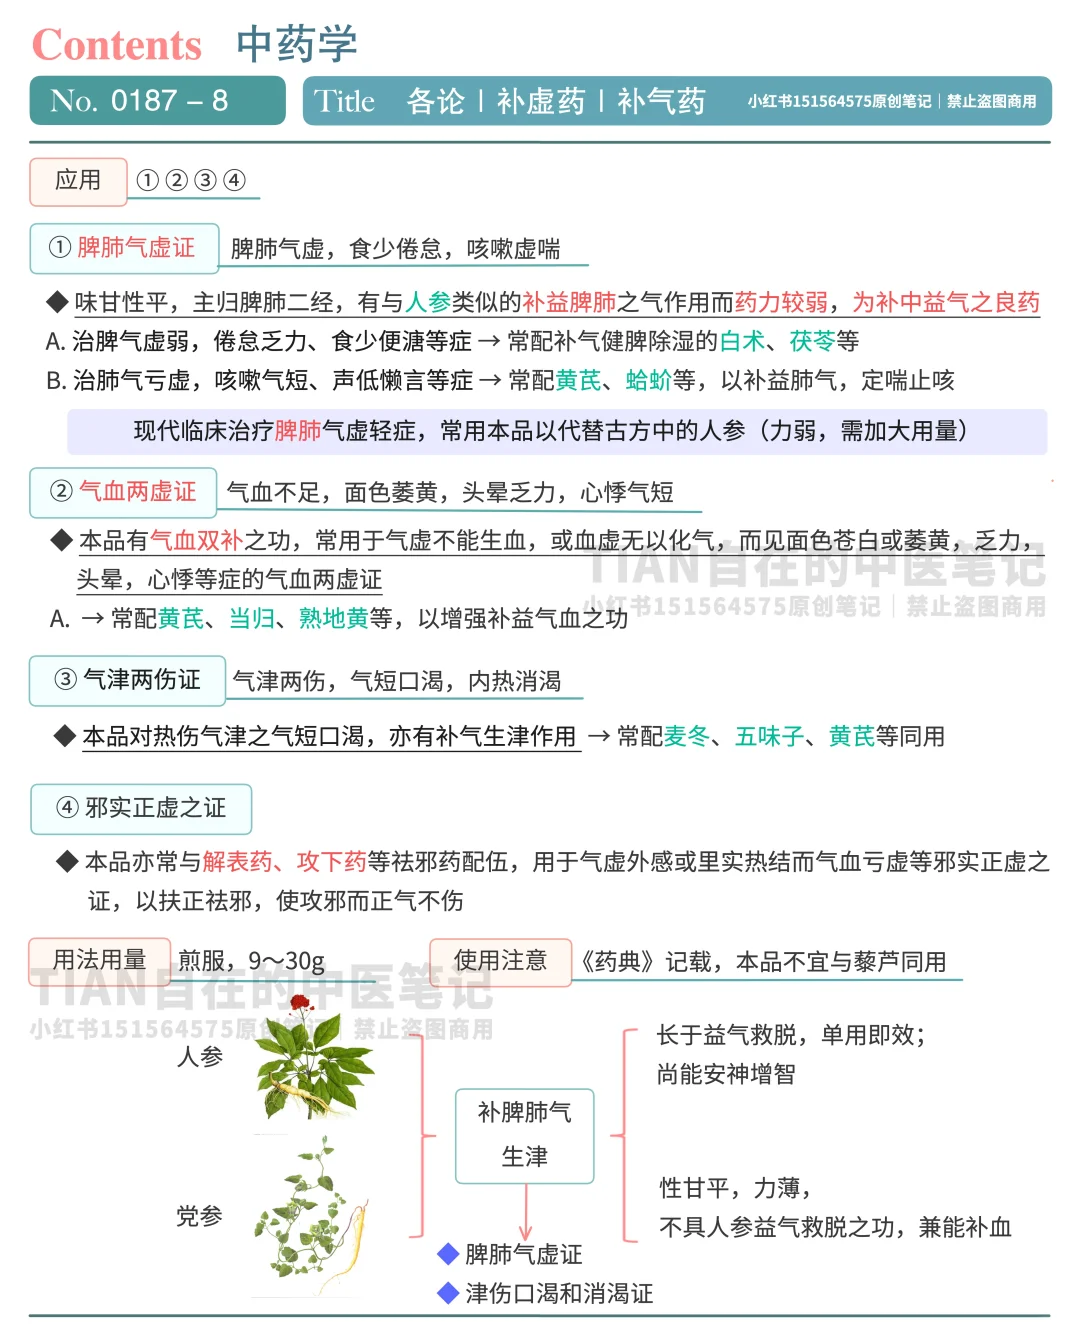 Contents 中药学
No. 0187 – 8
Title 各论丨补虚药丨补气药 小红书151564575原创笔记｜禁止盗图商用
应用 ①②③④
① 脾肺气虚证 脾肺气虚，食少倦怠，咳嗽虚喘
◆ 味甘性平，主归脾肺二经，有与人参类似的补益脾肺之气作用而药力较弱，为补中益气之良药
A. 治脾气虚弱，倦怠乏力、食少便溏等症 → 常配补气健脾除湿的白术、茯苓等
B. 治肺气亏虚，咳嗽气短、声低懒言等症 → 常配黄芪、蛤蚧等，以补益肺气，定喘止咳
现代临床治疗脾肺气虚轻症，常用本品以代替古方中的人参（力弱，需加大用量）
② 气血两虚证 气血不足，面色萎黄，头晕乏力，心悸气短
◆ 本品有气血双补之功，常用于气虚不能生血，或血虚无以化气，而见面色苍白或萎黄，乏力，
头晕，心悸等症的气血两虚证
TIAN自在的中医笔记
小红书151564575原创笔记｜禁止盗图商用
A. → 常配黄芪、当归、熟地黄等，以增强补益气血之功
③ 气津两伤证 气津两伤，气短口渴，内热消渴
◆ 本品对热伤气津之气短口渴，亦有补气生津作用 → 常配麦冬、五味子、黄芪等同用
④ 邪实正虚之证
◆ 本品亦常与解表药、攻下药等祛邪药配伍，用于气虚外感或里实热结而气血亏虚等邪实正虚之
证，以扶正祛邪，使攻邪而正气不伤
用法用量 煎服，9～30g
使用注意 《药典》记载，本品不宜与藜芦同用
TIAN自在的中医笔记
小红书151564575原创笔记｜禁止盗图商用
人参
党参
补脾肺气
生津
长于益气救脱，单用即效；
尚能安神增智
性甘平，力薄，
不具人参益气救脱之功，兼能补血
◆ 脾肺气虚证
◆ 津伤口渴和消渴证